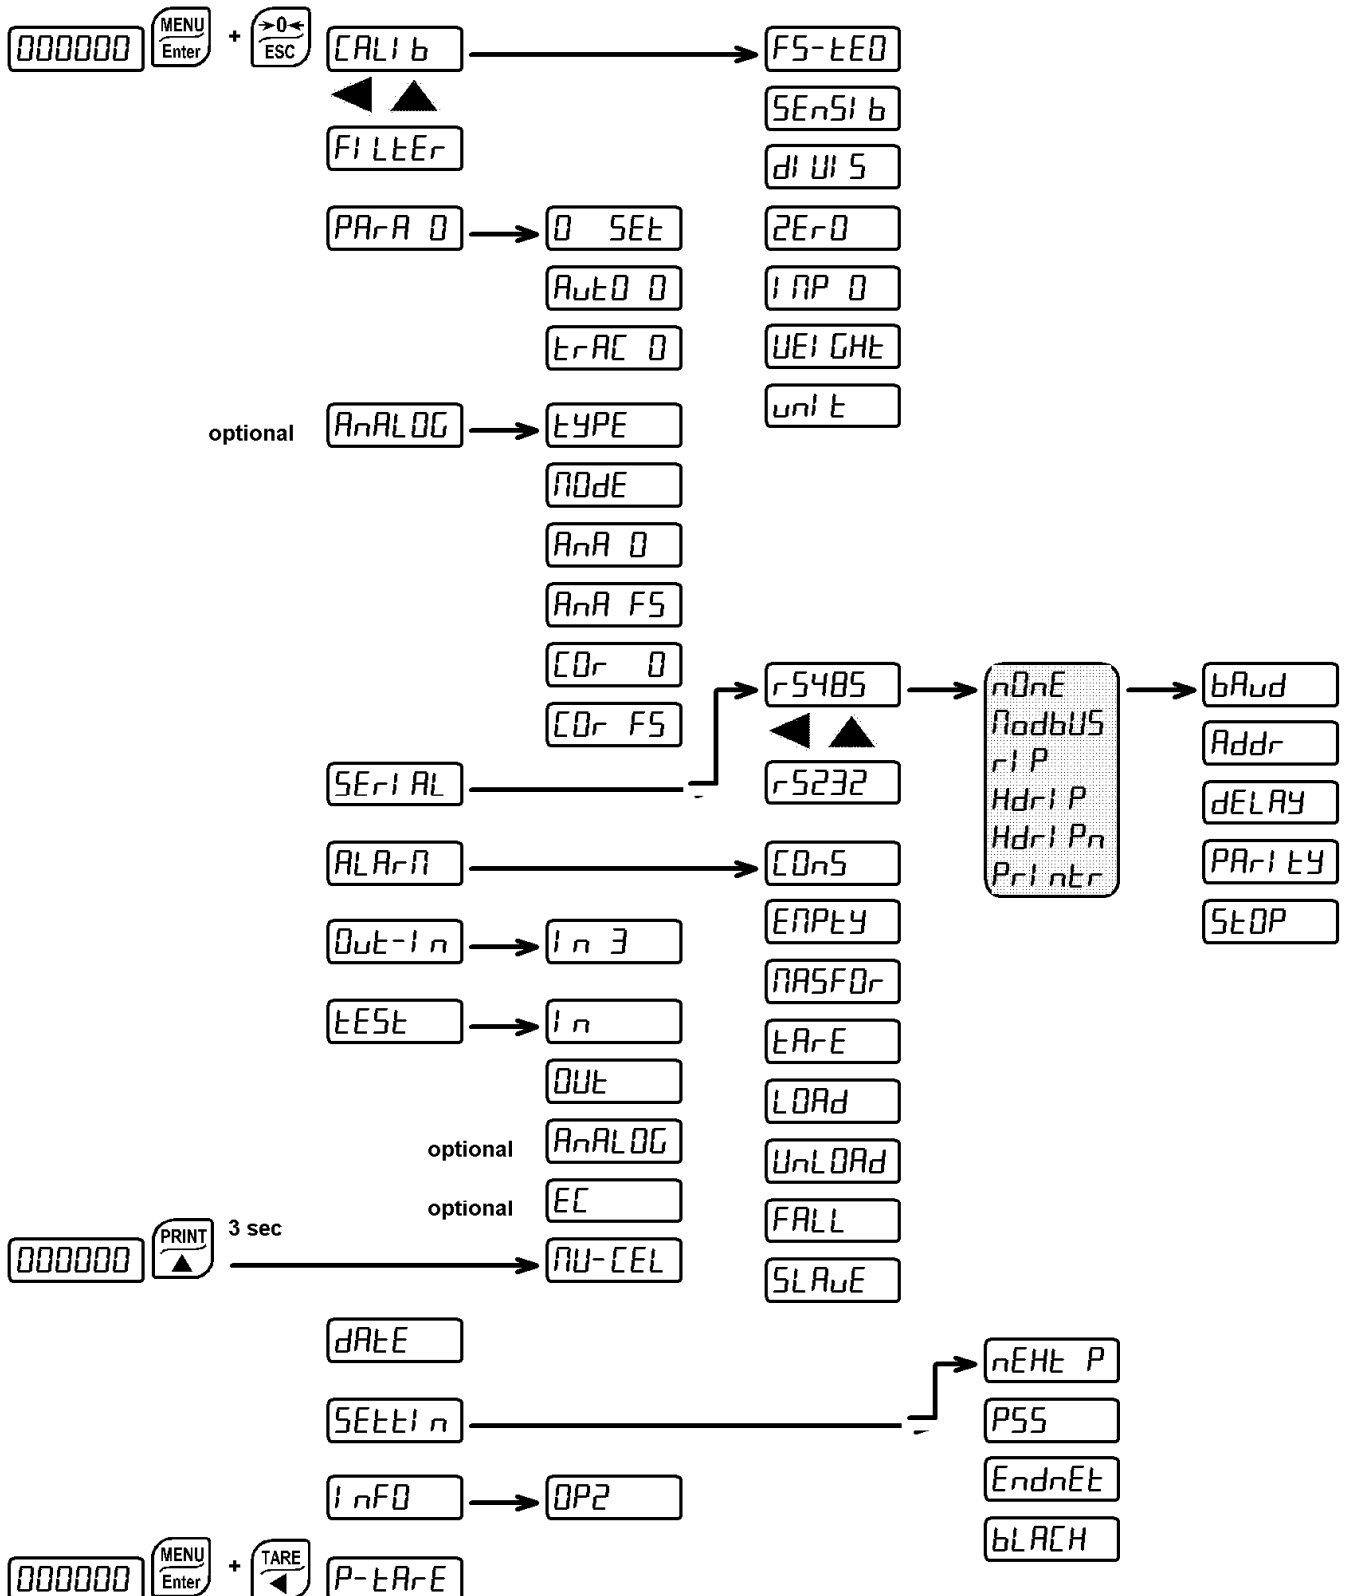 000000 MENU Enter + →0← ESC CALIb FS-tEO
SEnSIb
FILtEr dIVIS
PArA 0 0 SEt ZErO
AutO 0 IMP 0
trAC 0 WEIGHt
optional AnALOG tYPE unIt
MOdE
AnA 0
AnA FS
COr 0 rS485 nOnE bAud
ModbUS
COr FS rIP Addr
SErIAL rS232 HdrIP dELAY
HdrIPn
ALArM COnS PrIntr PArItY
Out-In In 3 EMPtY StOP
MASFOr
tESt In tArE
OUt LOAd
optional AnALOG UnLOAd
optional EC FALL
000000 PRINT 3 sec MU-CEL SLAvE
dAtE nEHt P
SEttIn PSS
EndnEt
InFO OP2 bLACH
000000 MENU Enter + TARE P-tArE